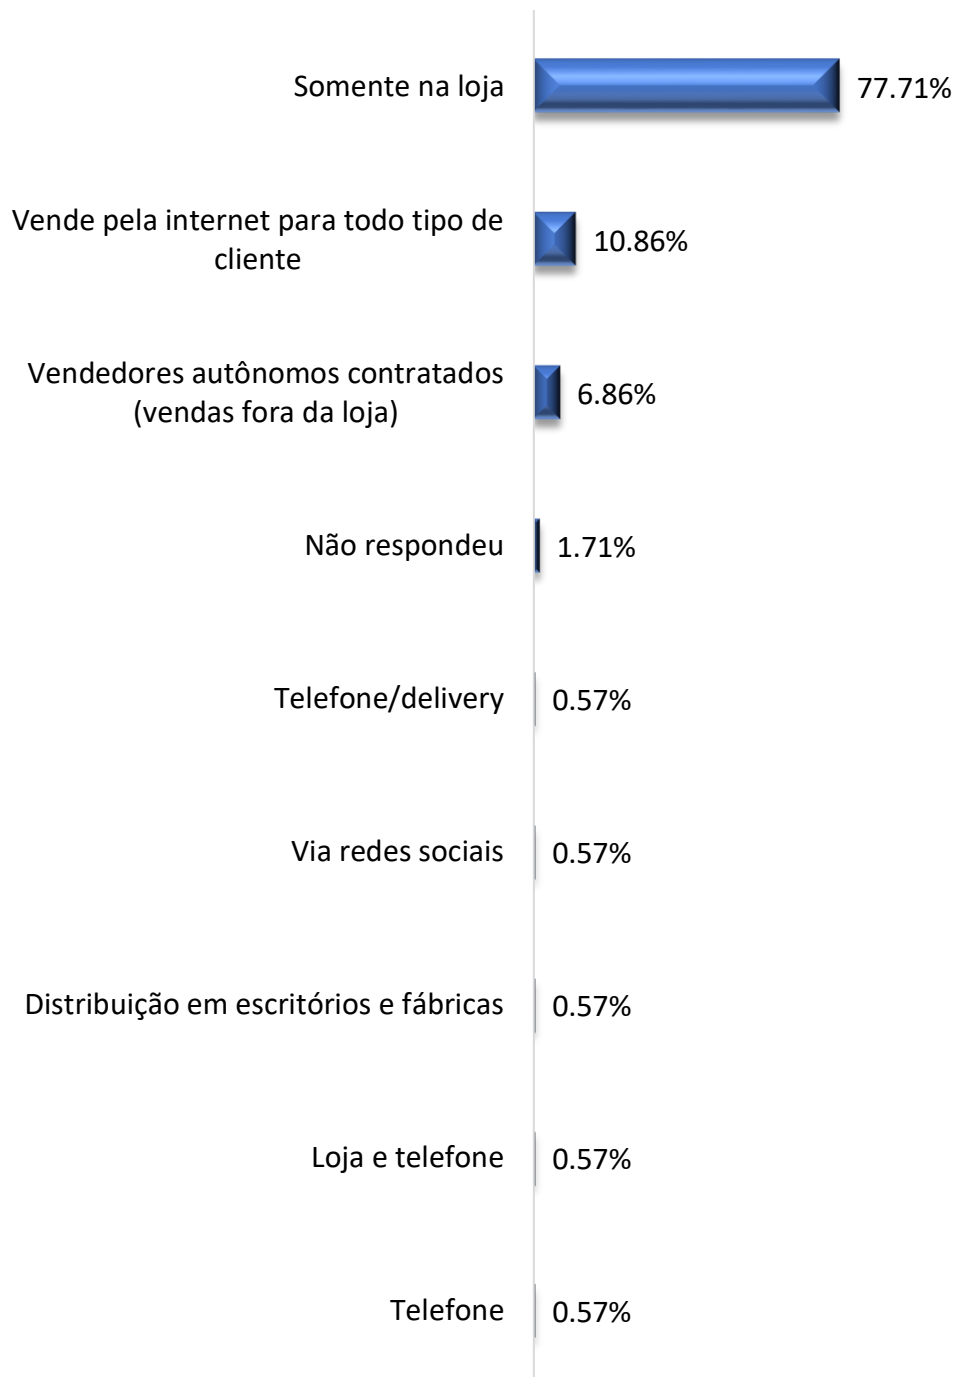 Somente na loja
77.71%
Vende pela internet para todo tipo de
cliente
10.86%
Vendedores autônomos contratados
(vendas fora da loja)
6.86%
Não respondeu
1.71%
Telefone/delivery
0.57%
Via redes sociais
0.57%
Distribuição em escritórios e fábricas
0.57%
Loja e telefone
0.57%
Telefone
0.57%